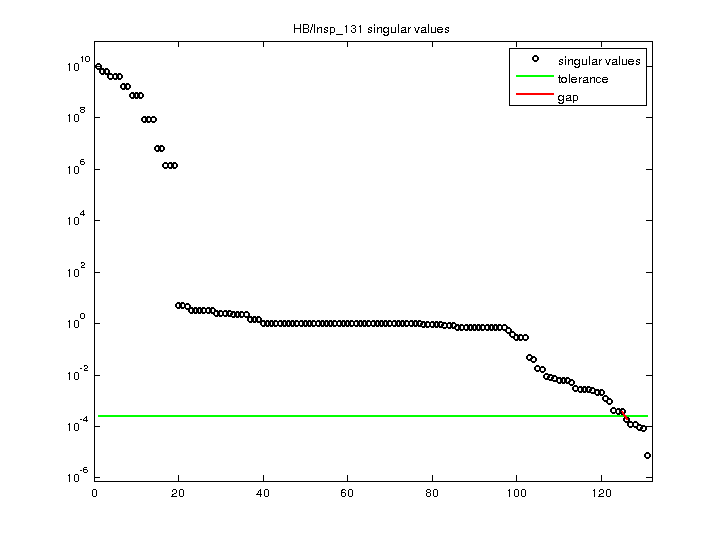 HB/lnsp_131 singular values
singular values
tolerance
gap
10^10
10^8
10^6
10^4
10^2
10^0
10^-2
10^-4
10^-6
0 20 40 60 80 100 120